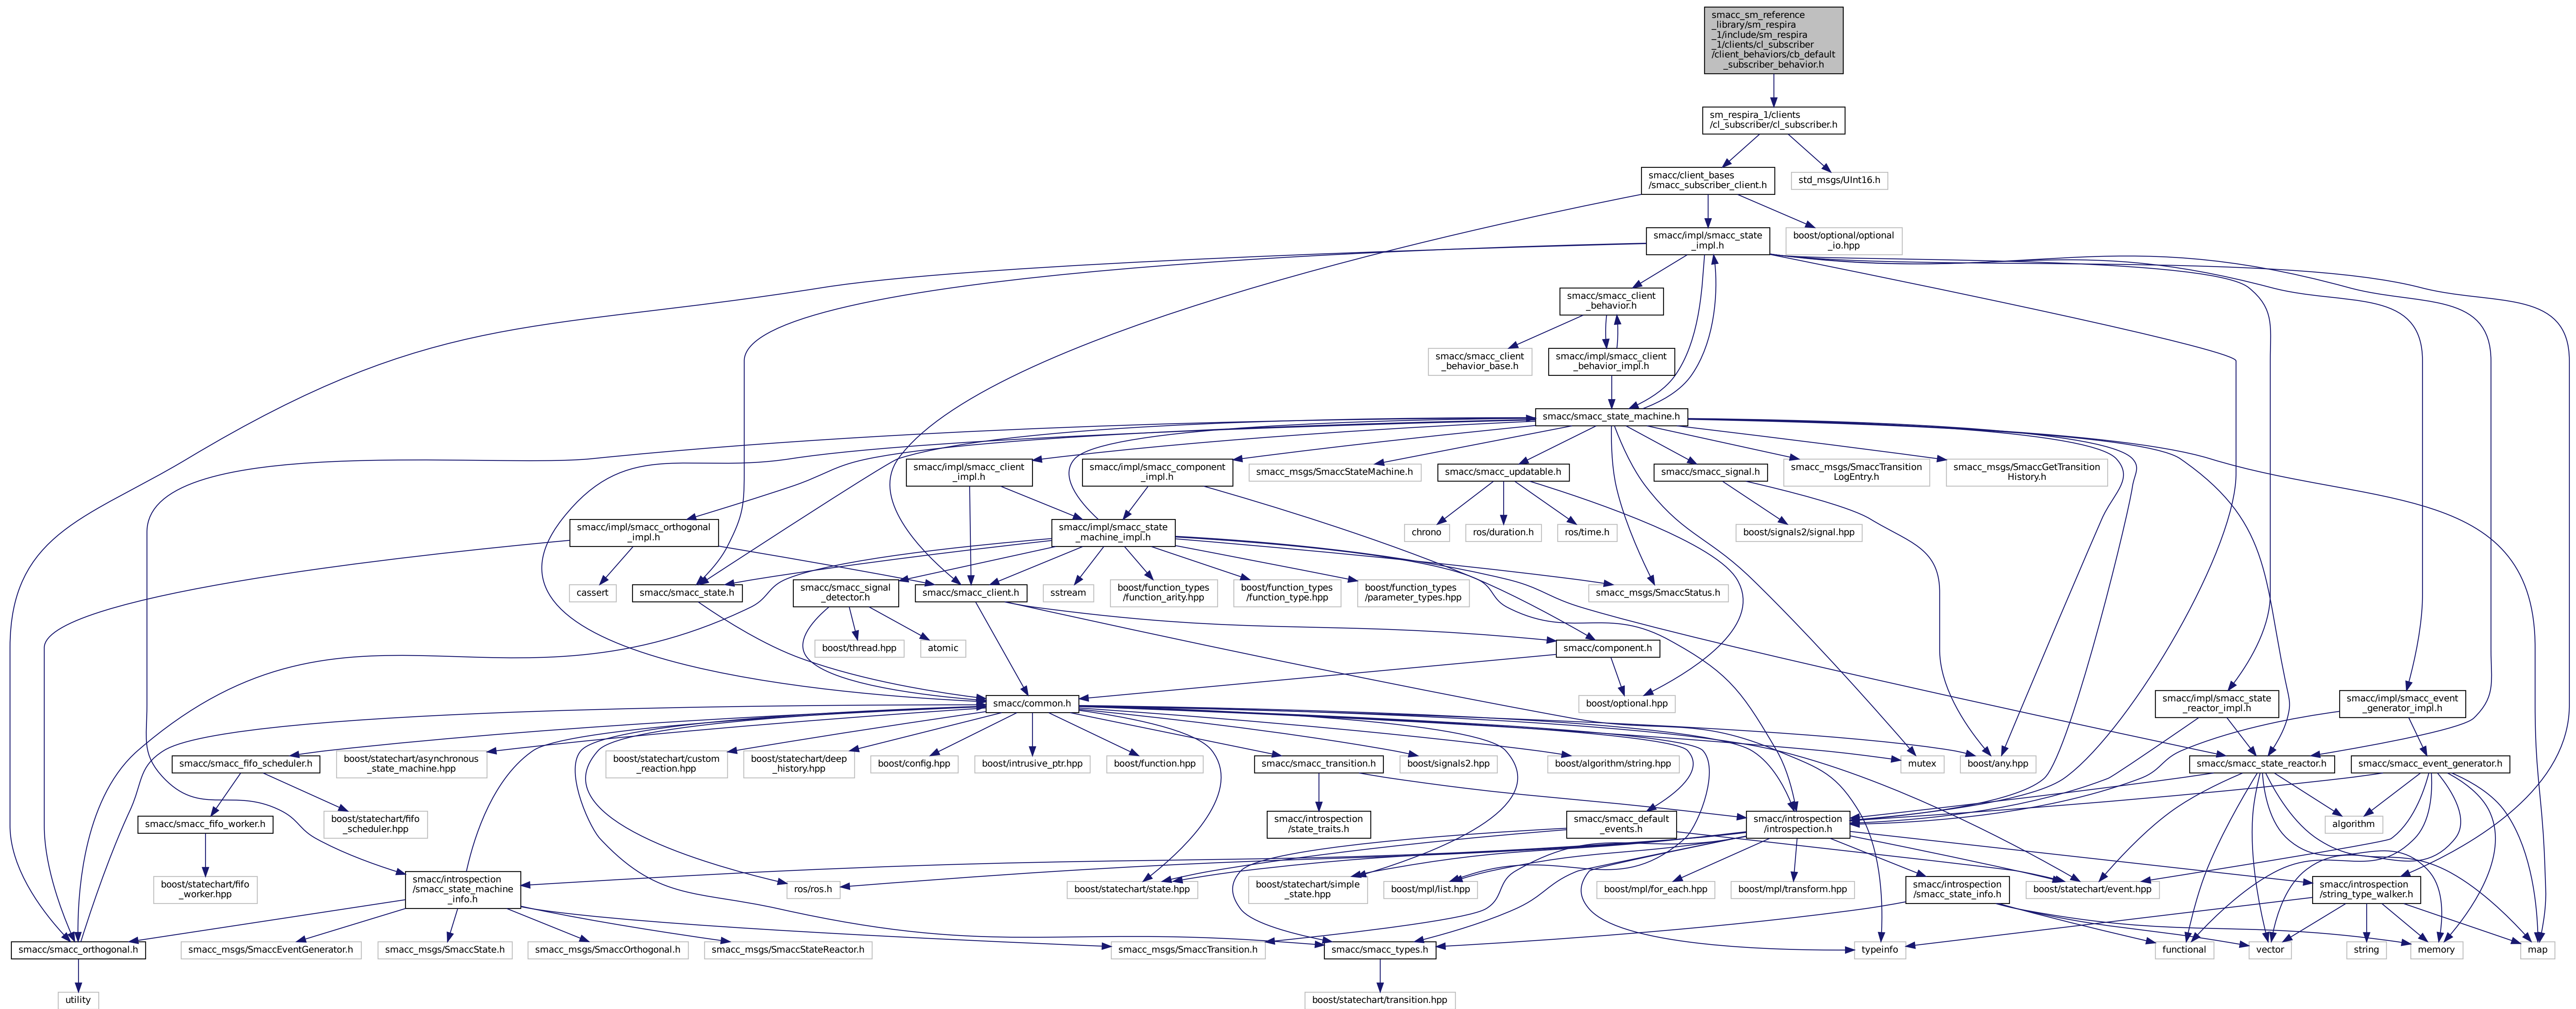 smacc_sm_reference
_library/sm_respira
_1/include/sm_respira
_1/clients/cl_subscriber
/client_behaviors/cb_default
_subscriber_behavior.h
sm_respira_1/clients
/cl_subscriber/cl_subscriber.h
smacc/client_bases
/smacc_subscriber_client.h
std_msgs/UInt16.h
smacc/impl/smacc_state
_impl.h
boost/optional/optional
_io.hpp
smacc/smacc_client
_behavior.h
smacc/smacc_client
_behavior_base.h
smacc/impl/smacc_client
_behavior_impl.h
smacc/smacc_state_machine.h
smacc/impl/smacc_client
_impl.h
smacc/impl/smacc_component
_impl.h
smacc_msgs/SmaccStateMachine.h
smacc/smacc_updatable.h
smacc/smacc_signal.h
smacc_msgs/SmaccTransition
LogEntry.h
smacc_msgs/SmaccGetTransition
History.h
smacc/impl/smacc_orthogonal
_impl.h
smacc/impl/smacc_state
_machine_impl.h
chrono
ros/duration.h
ros/time.h
boost/signals2/signal.hpp
cassert
smacc/smacc_state.h
smacc/smacc_signal
_detector.h
smacc/smacc_client.h
sstream
boost/function_types
/function_arity.hpp
boost/function_types
/function_type.hpp
boost/function_types
/parameter_types.hpp
smacc_msgs/SmaccStatus.h
boost/thread.hpp
atomic
smacc/component.h
smacc/common.h
boost/optional.hpp
smacc/impl/smacc_state
_reactor_impl.h
smacc/impl/smacc_event
_generator_impl.h
smacc/smacc_fifo_scheduler.h
boost/statechart/asynchronous
_state_machine.hpp
boost/statechart/custom
_reaction.hpp
boost/statechart/deep
_history.hpp
boost/config.hpp
boost/intrusive_ptr.hpp
boost/function.hpp
smacc/smacc_transition.h
boost/signals2.hpp
boost/algorithm/string.hpp
mutex
boost/any.hpp
smacc/smacc_state_reactor.h
smacc/smacc_event_generator.h
smacc/smacc_fifo_worker.h
boost/statechart/fifo
_scheduler.hpp
smacc/introspection
/state_traits.h
smacc/smacc_default
_events.h
smacc/introspection
/introspection.h
algorithm
boost/statechart/fifo
_worker.hpp
smacc/introspection
/smacc_state_machine
_info.h
ros/ros.h
boost/statechart/state.hpp
boost/statechart/simple
_state.hpp
boost/mpl/list.hpp
boost/mpl/for_each.hpp
boost/mpl/transform.hpp
smacc/introspection
/smacc_state_info.h
boost/statechart/event.hpp
smacc/introspection
/string_type_walker.h
smacc/smacc_orthogonal.h
smacc_msgs/SmaccEventGenerator.h
smacc_msgs/SmaccState.h
smacc_msgs/SmaccOrthogonal.h
smacc_msgs/SmaccStateReactor.h
smacc_msgs/SmaccTransition.h
smacc/smacc_types.h
typeinfo
functional
vector
string
memory
map
utility
boost/statechart/transition.hpp